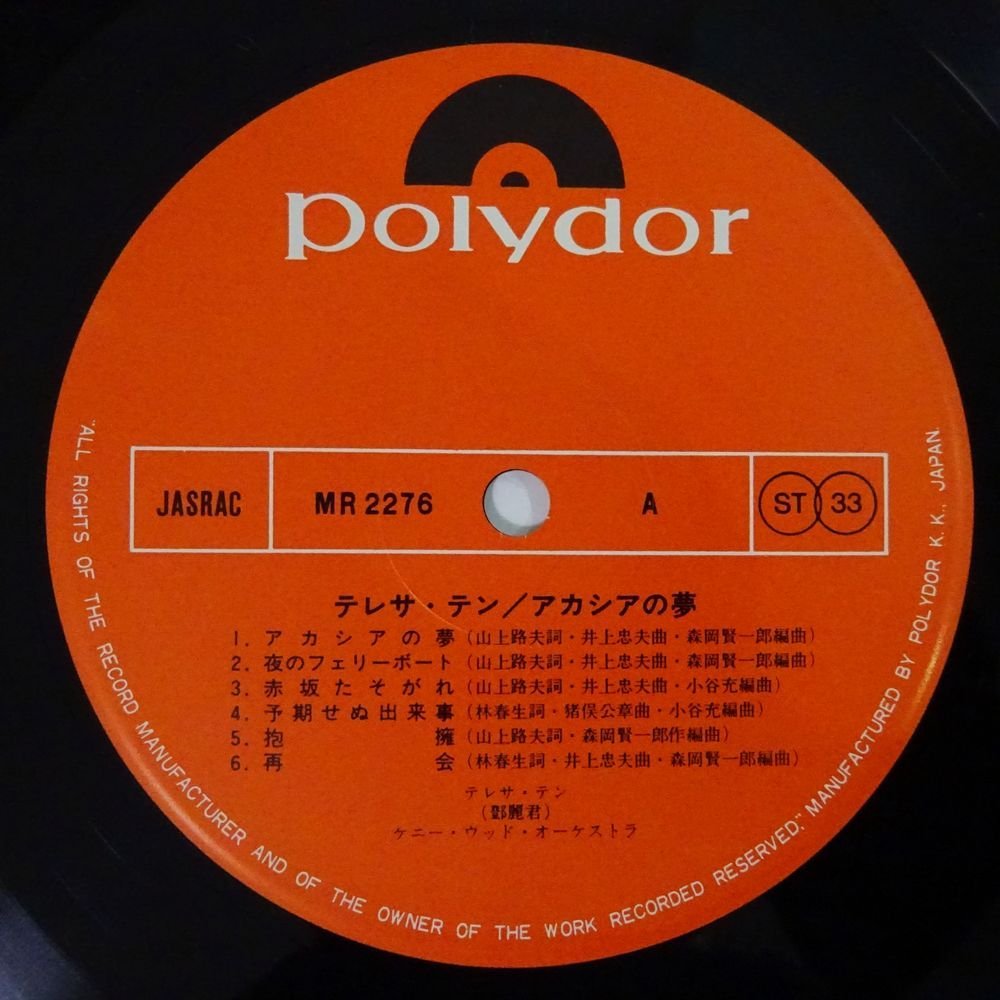 polydor
JASRAC MR 2276 A ST 33
テレサ・テン/アカシアの夢
1. アカシアの夢(山上路夫詞・井上忠夫曲・森岡賢一郎編曲)
2. 夜のフェリーボート(山上路夫詞・井上忠夫曲・森岡賢一郎編曲)
3. 赤坂たそがれ(山上路夫詞・井上忠夫曲・小谷充編曲)
4. 予期せぬ出来事(林春生詞・猪俣公章曲・小谷充編曲)
5. 抱擁(山上路夫詞・森岡賢一郎作編曲)
6. 再会(林春生詞・井上忠夫曲・森岡賢一郎編曲)
テレサ・テン
(鄧麗君)
ケニー・ウッド・オーケストラ
"ALL RIGHTS OF THE RECORD MANUFACTURER AND OF THE OWNER OF THE WORK RECORDED RESERVED." MANUFACTURED BY POLYDOR K. K., JAPAN.